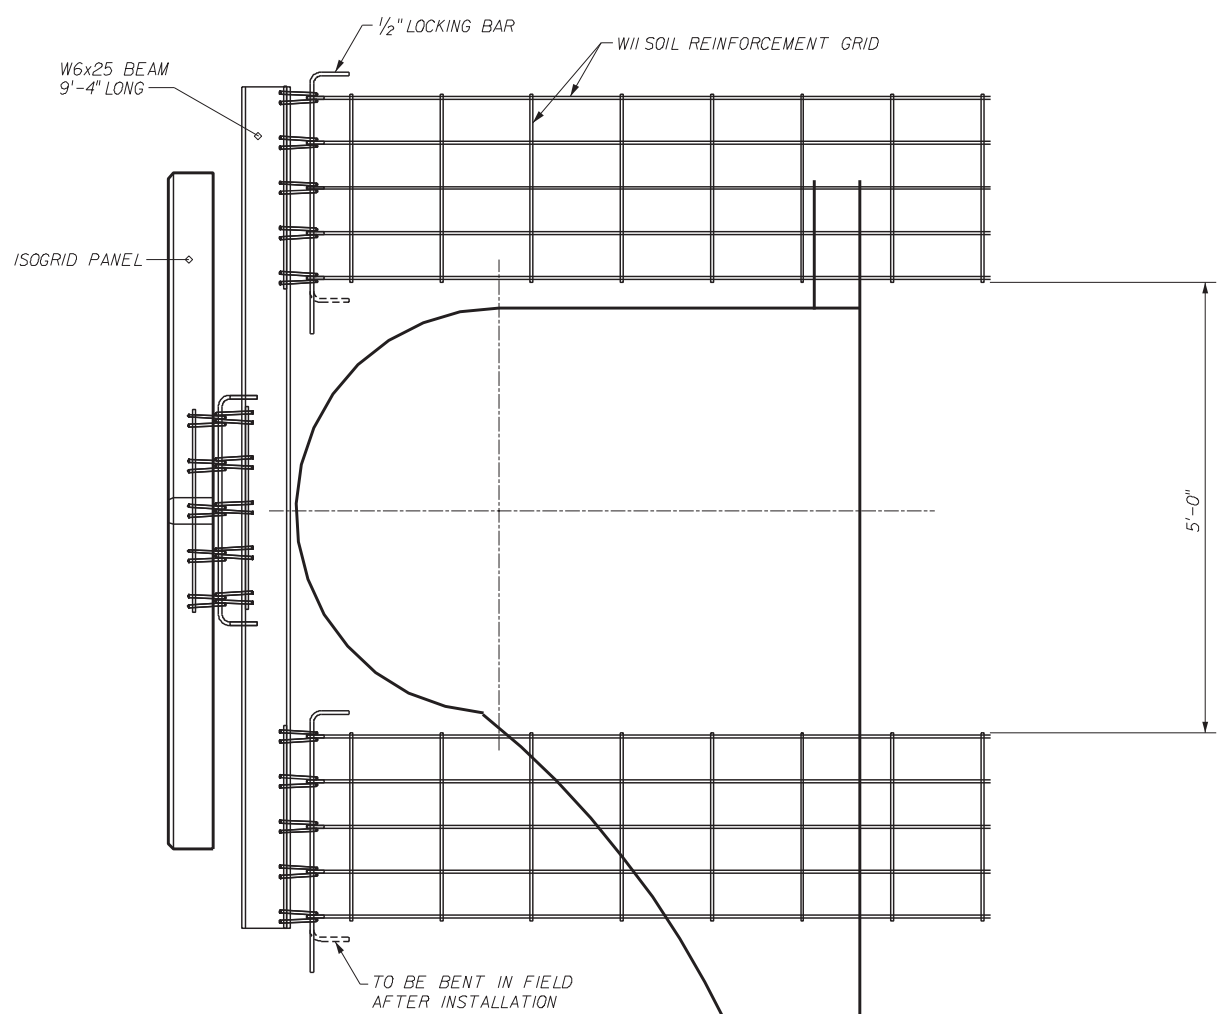 ½" LOCKING BAR
W11 SOIL REINFORCEMENT GRID
W6x25 BEAM
9'-4" LONG
ISOGRID PANEL
5'-0"
TO BE BENT IN FIELD
AFTER INSTALLATION